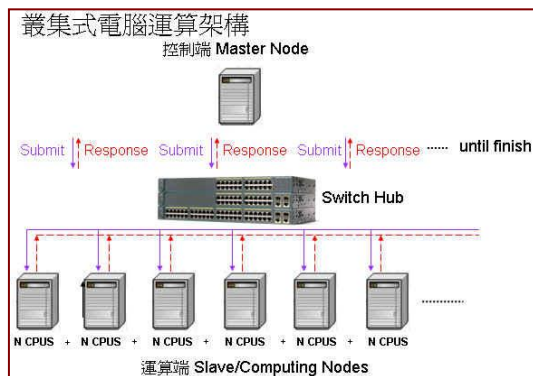 叢集式電腦運算架構
控制端 Master Node
Submit Response Submit Response Submit Response ...... until finish
Switch Hub
............
N CPUS + N CPUS + N CPUS + N CPUS + N CPUS + N CPUS
運算端 Slave/Computing Nodes